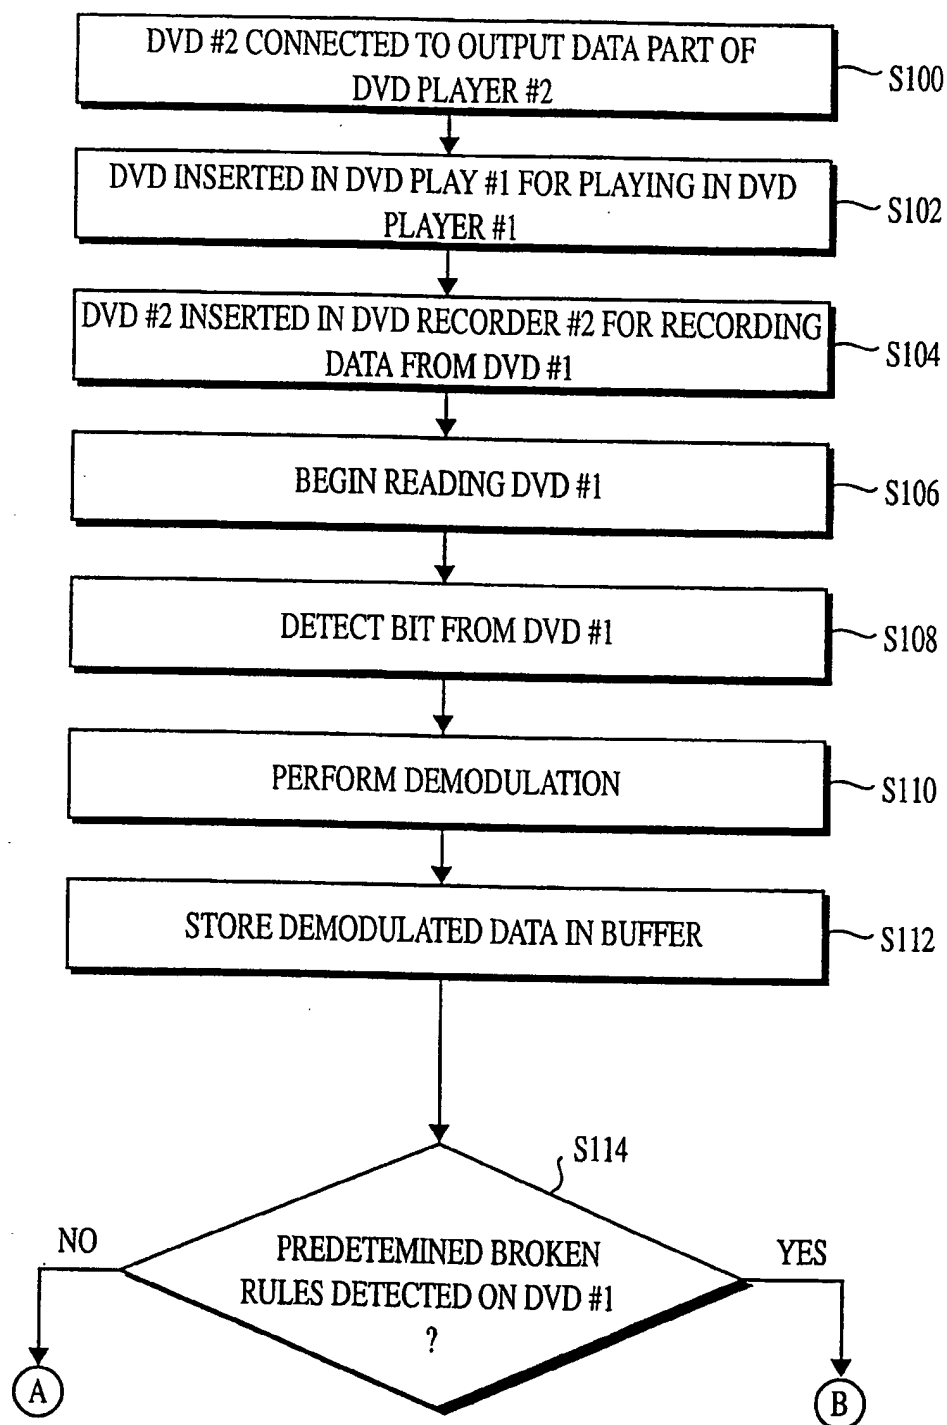 DVD #2 CONNECTED TO OUTPUT DATA PART OF
DVD PLAYER #2
S100
DVD INSERTED IN DVD PLAY #1 FOR PLAYING IN DVD
PLAYER #1
S102
DVD #2 INSERTED IN DVD RECORDER #2 FOR RECORDING
DATA FROM DVD #1
S104
BEGIN READING DVD #1
S106
DETECT BIT FROM DVD #1
S108
PERFORM DEMODULATION
S110
STORE DEMODULATED DATA IN BUFFER
S112
S114
NO
PREDETEMINED BROKEN
RULES DETECTED ON DVD #1
?
YES
A
B